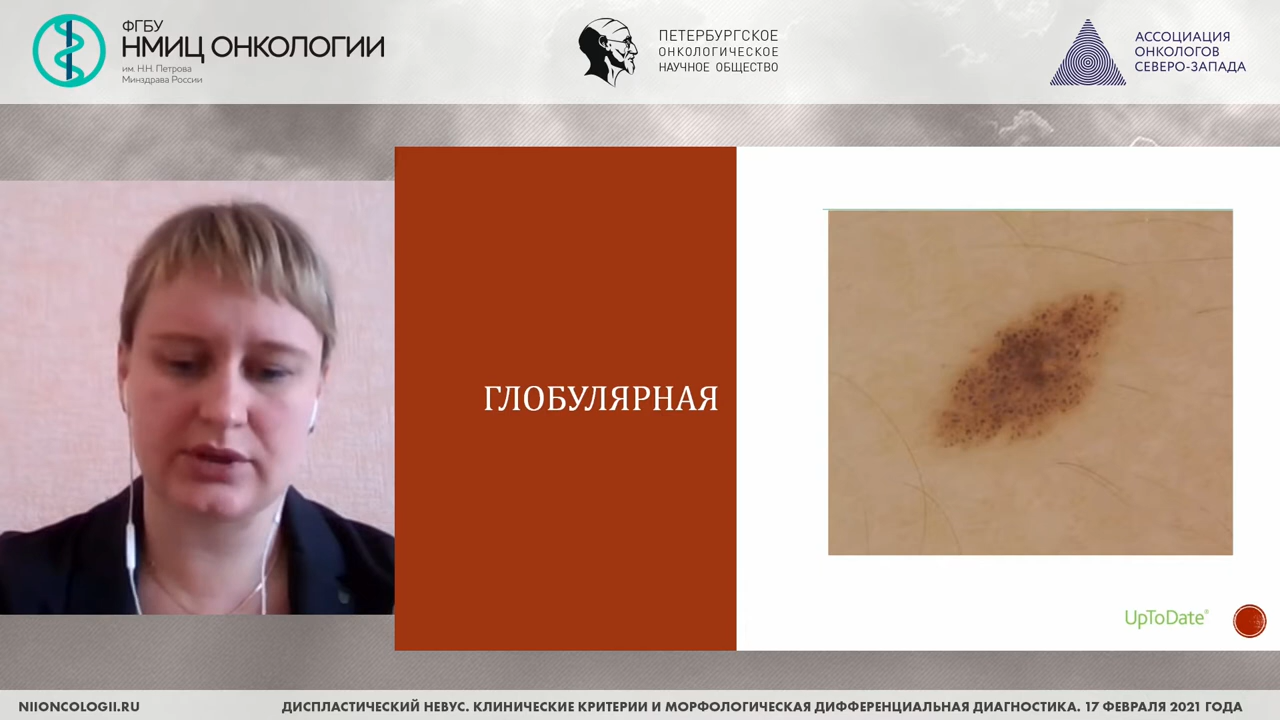 ФГБУ
НМИЦ ОНКОЛОГИИ
им. Н.Н. Петрова
Минздрава России
ПЕТЕРБУРГСКОЕ
ОНКОЛОГИЧЕСКОЕ
НАУЧНОЕ ОБЩЕСТВО
АССОЦИАЦИЯ
ОНКОЛОГОВ
СЕВЕРО-ЗАПАДА
ГЛОБУЛЯРНАЯ
UpToDate®
NIIONCOLOGII.RU
ДИСПЛАСТИЧЕСКИЙ НЕВУС. КЛИНИЧЕСКИЕ КРИТЕРИИ И МОРФОЛОГИЧЕСКАЯ ДИФФЕРЕНЦИАЛЬНАЯ ДИАГНОСТИКА. 17 ФЕВРАЛЯ 2021 ГОДА